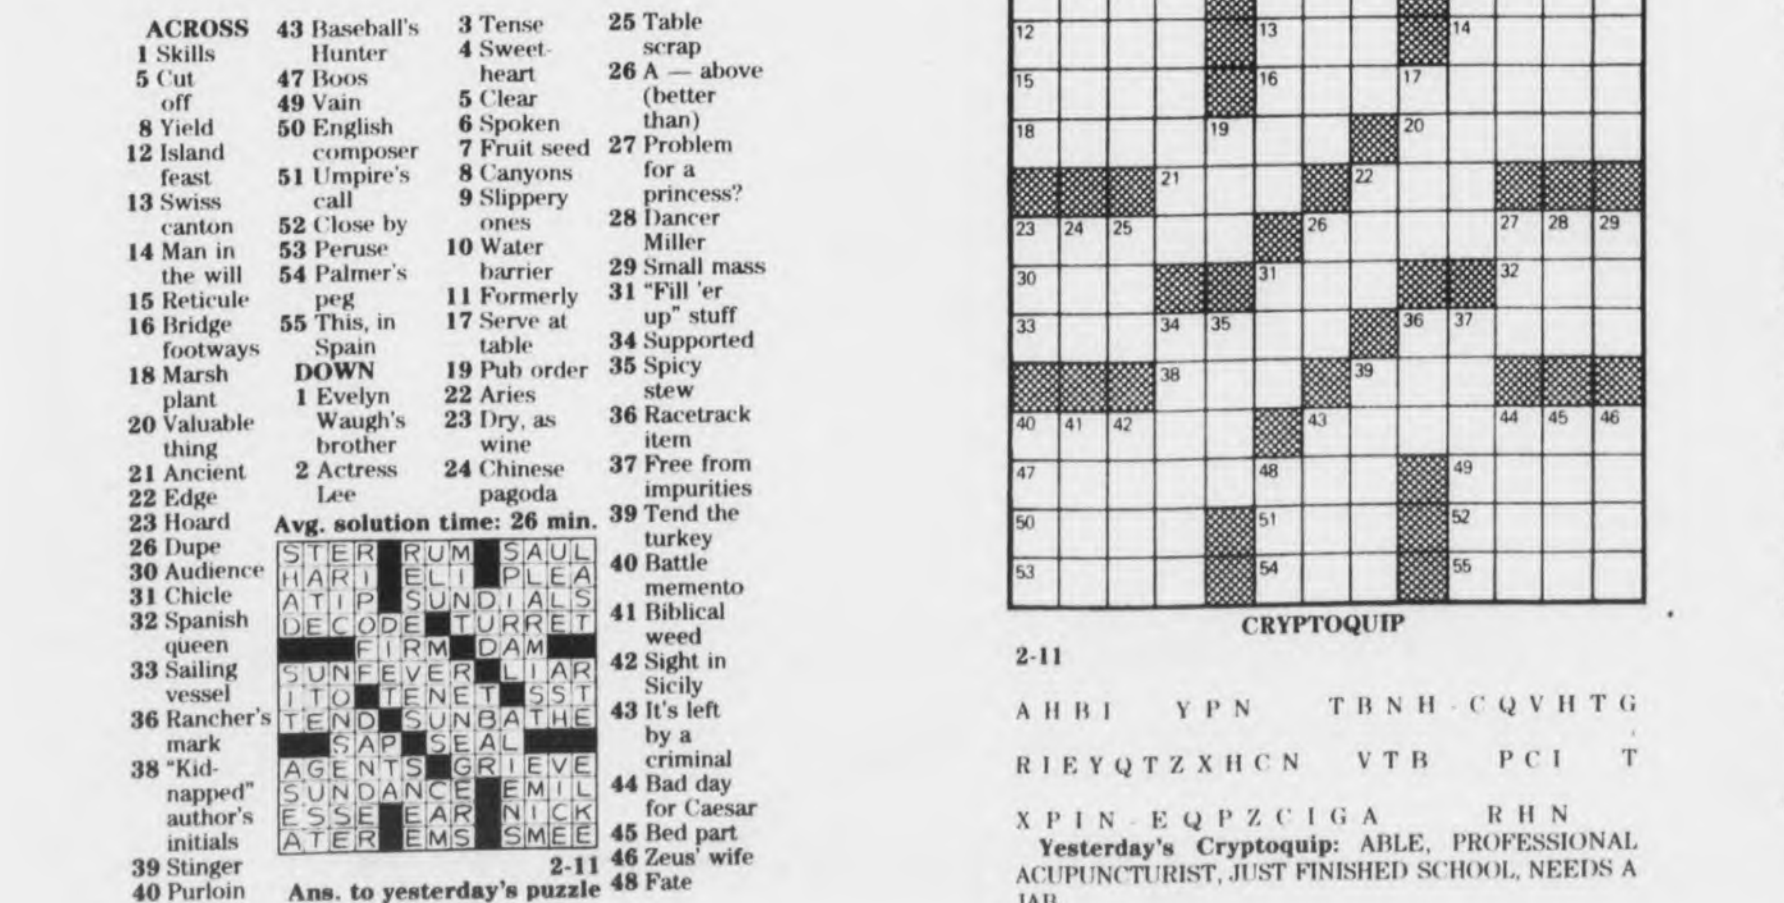 ACROSS
1 Skills
5 Cut
off
8 Yield
12 Island
feast
13 Swiss
canton
14 Man in
the will
15 Reticule
16 Bridge
footways
18 Marsh
plant
20 Valuable
thing
21 Ancient
22 Edge
23 Hoard
26 Dupe
30 Audience
31 Chicle
32 Spanish
queen
33 Sailing
vessel
36 Rancher's
mark
38 "Kid-
napped"
author's
initials
39 Stinger
40 Purloin
43 Baseball's
Hunter
47 Boos
49 Vain
50 English
composer
51 Umpire's
call
52 Close by
53 Peruse
54 Palmer's
peg
55 This, in
Spain
DOWN
1 Evelyn
Waugh's
brother
2 Actress
Lee
3 Tense
4 Sweet-
heart
5 Clear
6 Spoken
7 Fruit seed
8 Canyons
9 Slippery
ones
10 Water
barrier
11 Formerly
17 Serve at
table
19 Pub order
22 Aries
23 Dry, as
wine
24 Chinese
pagoda
Avg. solution time: 26 min.
STER RUM SAUL
HARI ELI PLEA
ATIP SUNDIALS
DECODE TURRET
FIRM DAM
SUNFEVER LIAR
ITO TENET SST
TEND SUNBATHE
SAP SEAL
AGENTS GRIEVE
SUNDANCE EMIL
ESSE EAR NICK
ATER EMS SMEE
2-11
Ans. to yesterday's puzzle
25 Table
scrap
26 A — above
(better
than)
27 Problem
for a
princess?
28 Dancer
Miller
29 Small mass
31 "Fill 'er
up" stuff
34 Supported
35 Spicy
stew
36 Racetrack
item
37 Free from
impurities
39 Tend the
turkey
40 Battle
memento
41 Biblical
weed
42 Sight in
Sicily
43 It's left
by a
criminal
44 Bad day
for Caesar
45 Bed part
46 Zeus' wife
48 Fate
12 13 14
15 16 17
18 19 20
21 22
23 24 25 26 27 28 29
30 31 32
33 34 35 36 37
38 39
40 41 42 43 44 45 46
47 48 49
50 51 52
53 54 55
CRYPTOQUIP
2-11
AHBI YPN TBNH-CQVHTG
RIEYQTZXHCN VTB PCI T
XPIN-EQPZCIGA RHN
Yesterday's Cryptoquip: ABLE, PROFESSIONAL
ACUPUNCTURIST, JUST FINISHED SCHOOL, NEEDS A
JAB